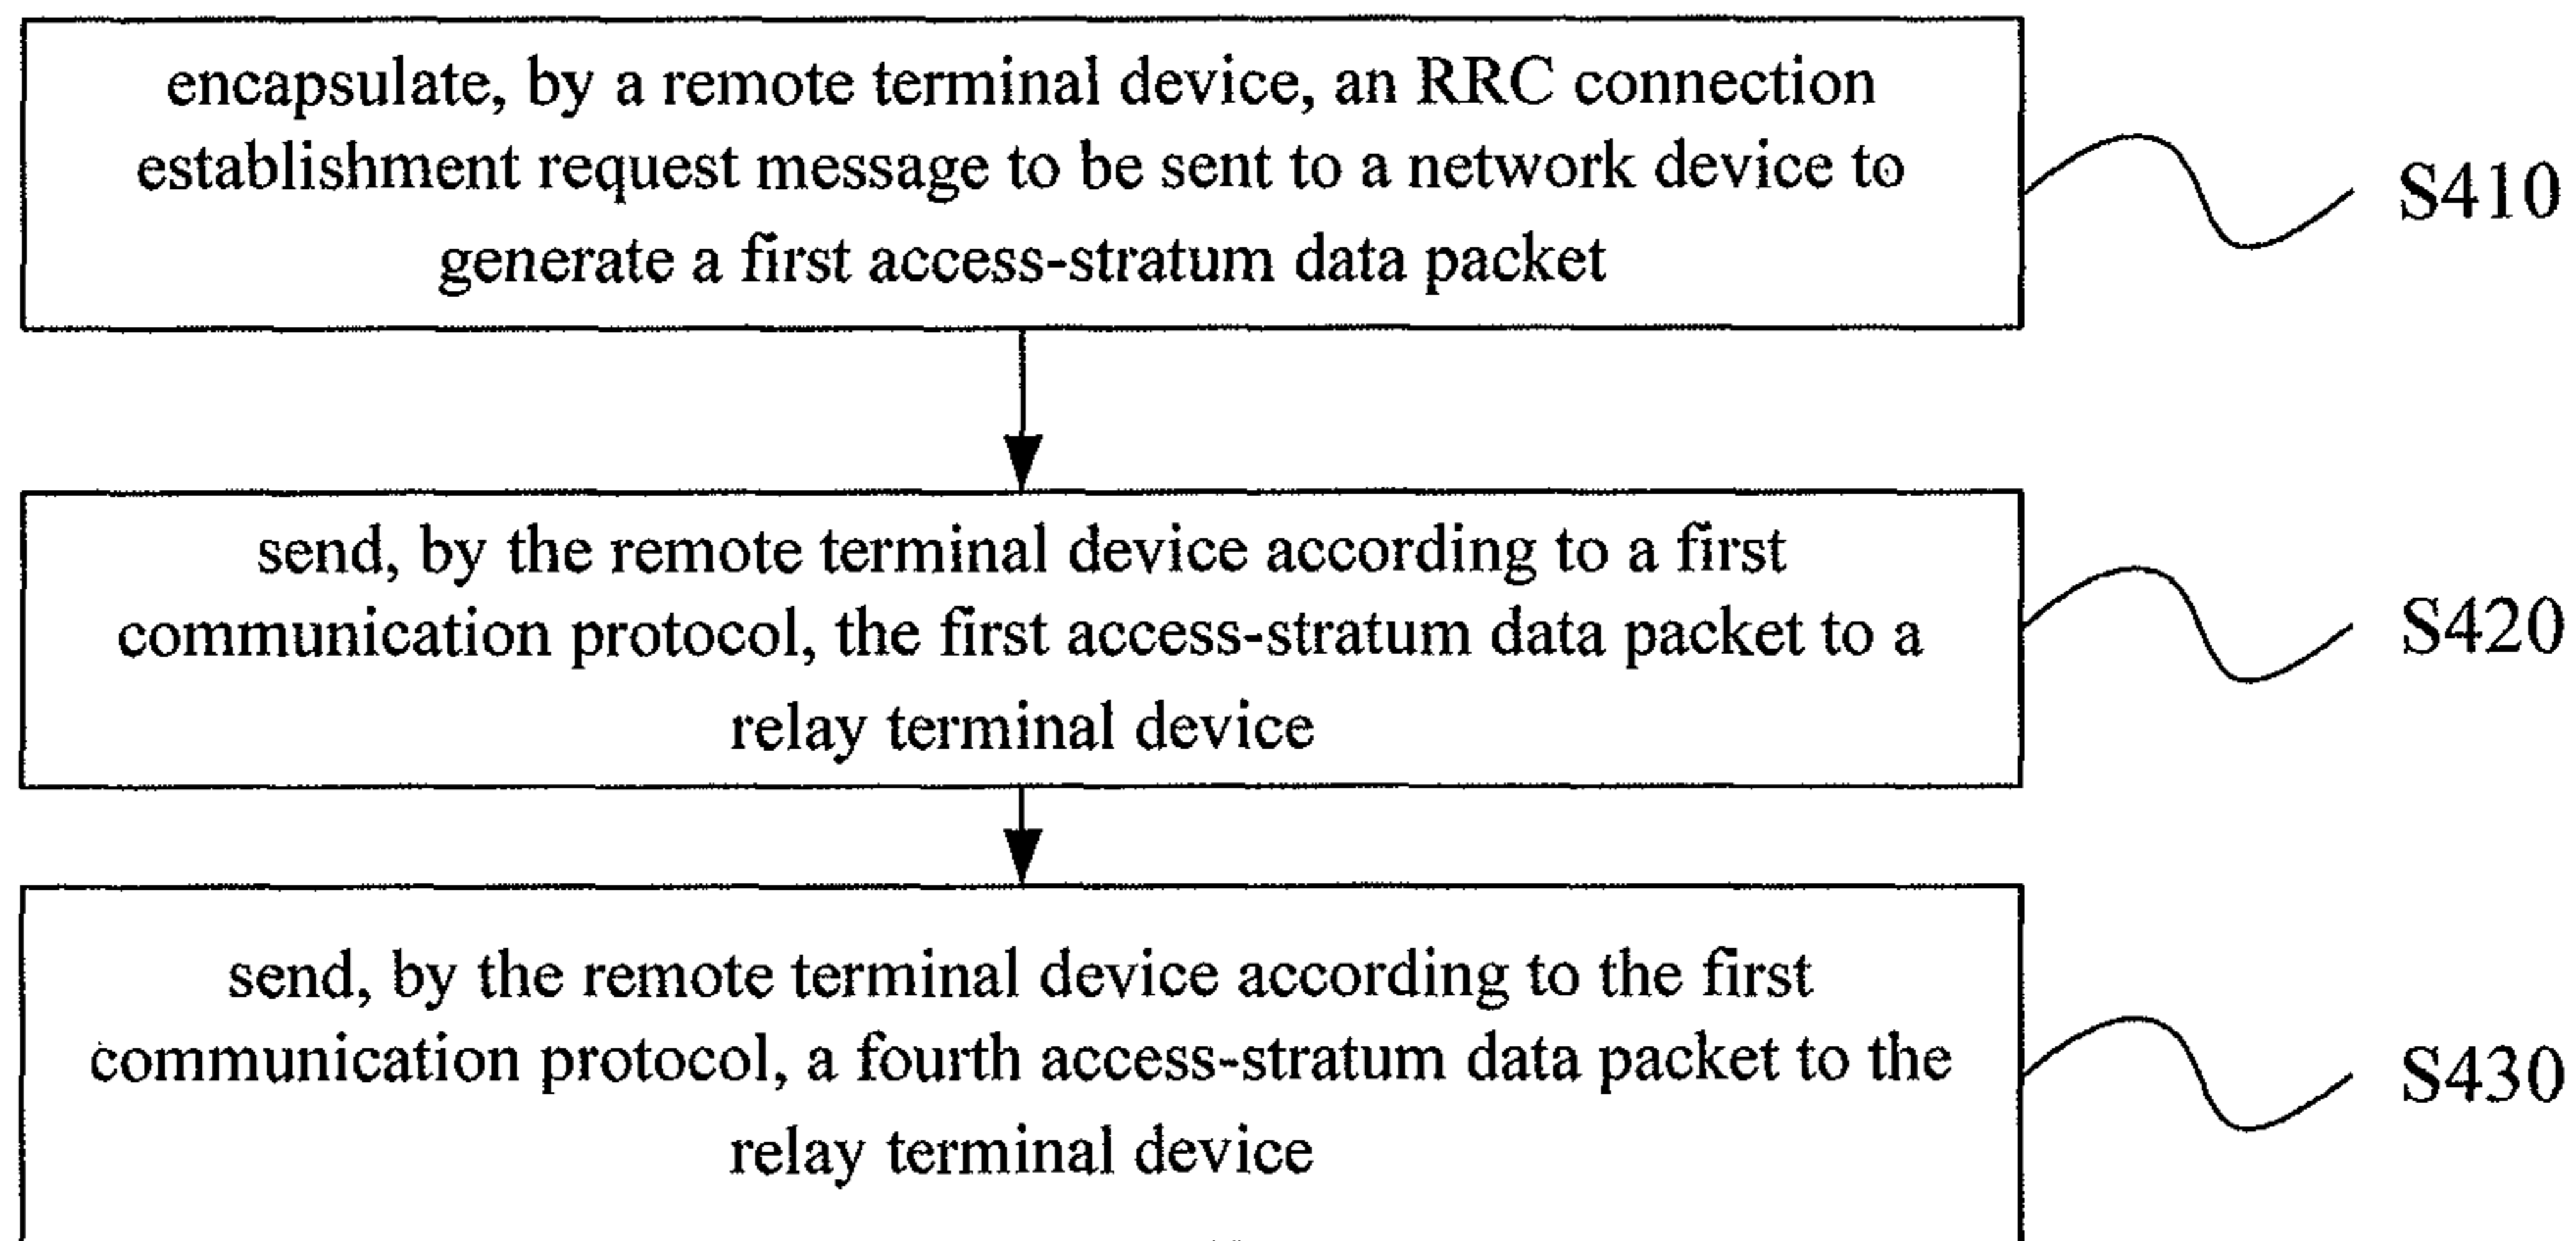 encapsulate, by a remote terminal device, an RRC connection
establishment request message to be sent to a network device to
generate a first access-stratum data packet
S410
send, by the remote terminal device according to a first
communication protocol, the first access-stratum data packet to a
relay terminal device
S420
send, by the remote terminal device according to the first
communication protocol, a fourth access-stratum data packet to the
relay terminal device
S430